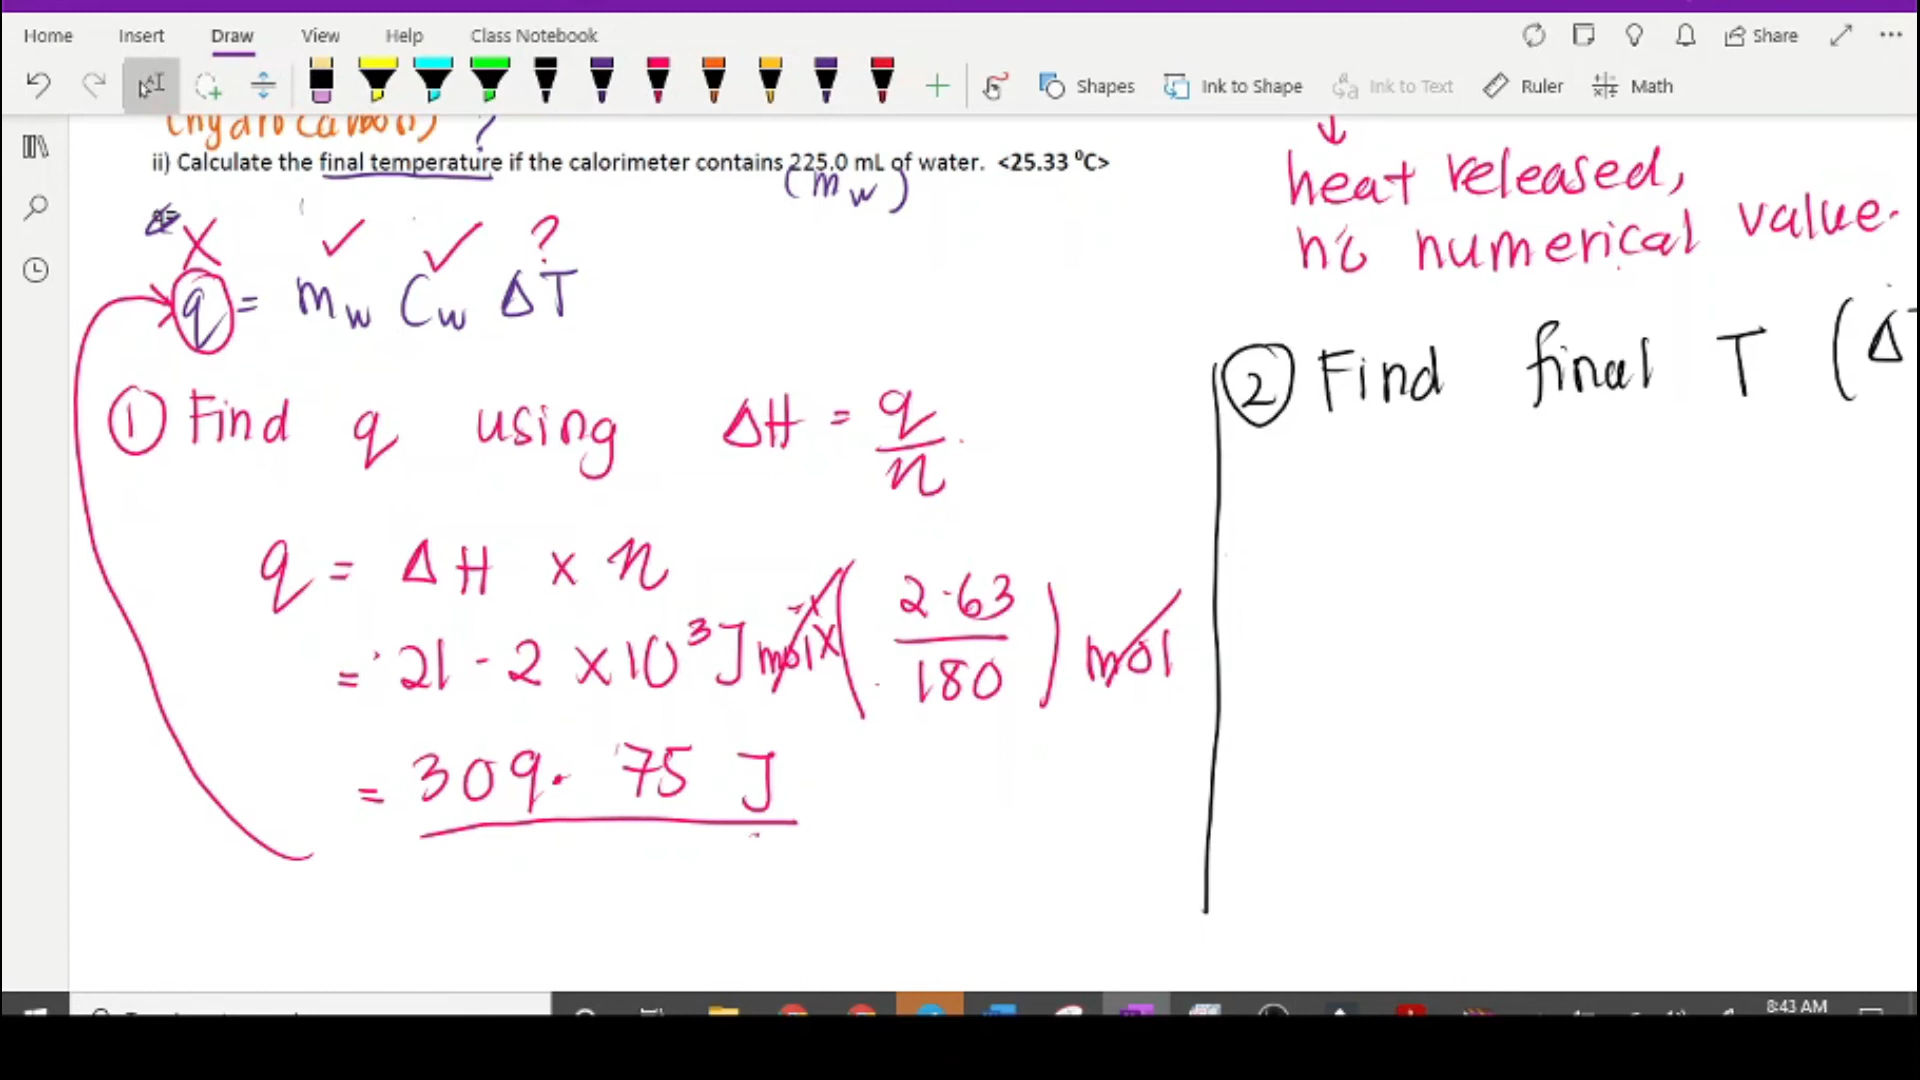 Home Insert Draw View Help Class Notebook Share
Shapes Ink to Shape Ink to Text Ruler Math
(hydrocarbon) ?
ii) Calculate the final temperature if the calorimeter contains 225.0 mL of water. <25.33 ⁰C>
(mw)
X ✓ ✓ ?
q = mw Cw ΔT
① Find q using ΔH = q/n
q = ΔH x n
= 21.2 x 10³ J mol⁻¹ x (2.63/180) mol
= 309.75 J
↓
heat released,
numerical value.
② Find final T (Δ
8:43 AM